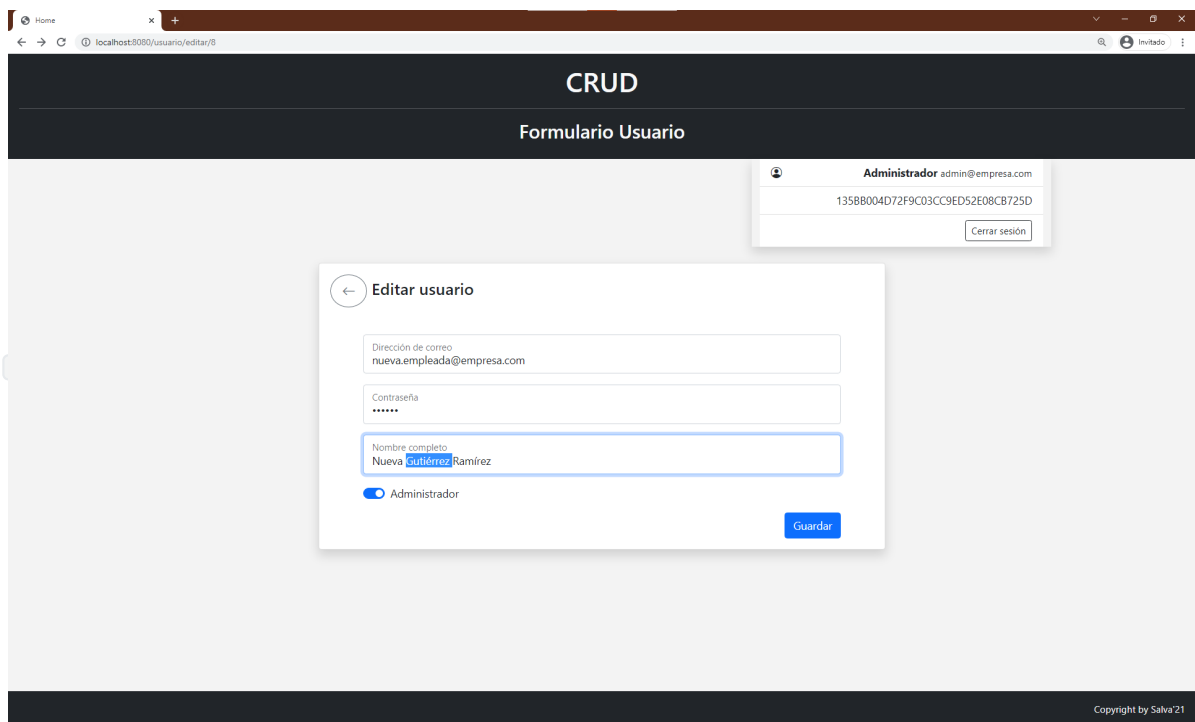 Home
localhost:8080/usuario/editar/8
Invitado
CRUD
Formulario Usuario
Administrador admin@empresa.com
135BB004D72F9C03CC9ED52E08CB725D
Cerrar sesión
Editar usuario
Dirección de correo
nueva.empleada@empresa.com
Contraseña
••••••
Nombre completo
Nueva Gutiérrez Ramírez
Administrador
Guardar
Copyright by Salva'21